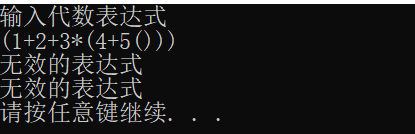 输入代数表达式
(1+2+3*(4+5()))
无效的表达式
无效的表达式
请按任意键继续. . .